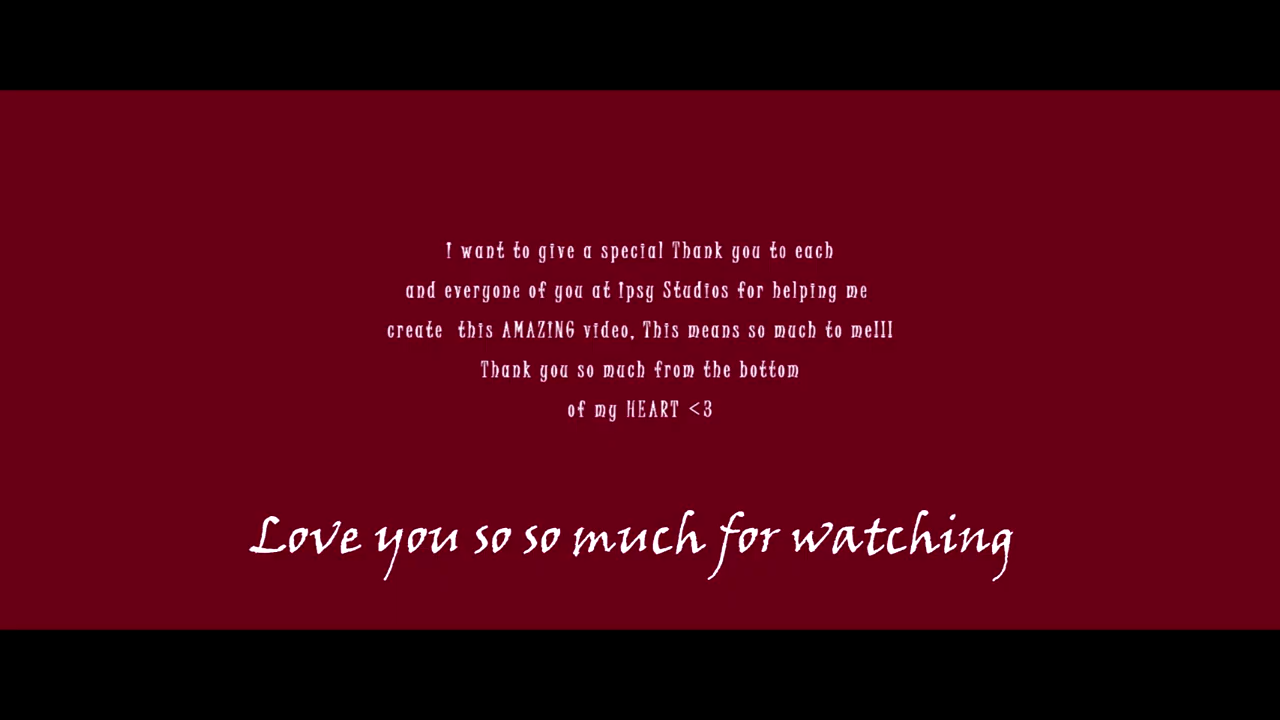 I want to give a special Thank you to each
and everyone of you at Ipsy Studios for helping me
create this AMAZING video, This means so much to me!!!
Thank you so much from the bottom
of my HEART <3
Love you so so much for watching